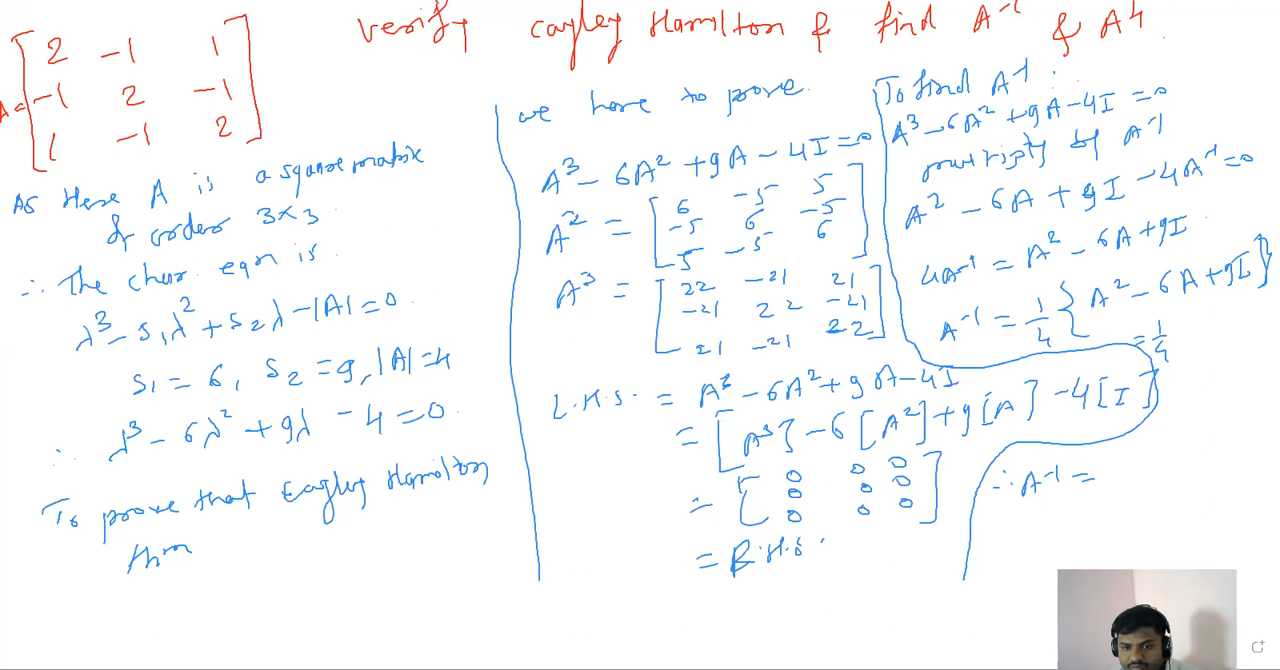 verify cayley Hamilton & find A⁻¹ & A4
A = [ 2 -1 1
-1 2 -1
1 -1 2 ]
As Here A is a square matrix
of order 3×3
∴ The char. eqn is
λ³ - s₁λ² + s₂λ - |A| = 0
s₁ = 6, s₂ = 9, |A| = 4
∴ λ³ - 6λ² + 9λ - 4 = 0
To prove that Cayley Hamilton
thm
we have to prove
A³ - 6A² + 9A - 4I = 0
A² = [ 6 -5 5
-5 6 -5
5 -5 6 ]
A³ = [ 22 -21 21
-21 22 -21
21 -21 22 ]
L.H.S. = A³ - 6A² + 9A - 4I
= [A³] - 6[A²] + 9[A] - 4[I]
= [ 0 0 0
0 0 0
0 0 0 ]
= R.H.S.
To find A⁻¹ :
A³ - 6A² + 9A - 4I = 0
multiply by A⁻¹
A² - 6A + 9I - 4A⁻¹ = 0
4A⁻¹ = A² - 6A + 9I
A⁻¹ = 1/4 { A² - 6A + 9I }
= 1/4
∴ A⁻¹ =